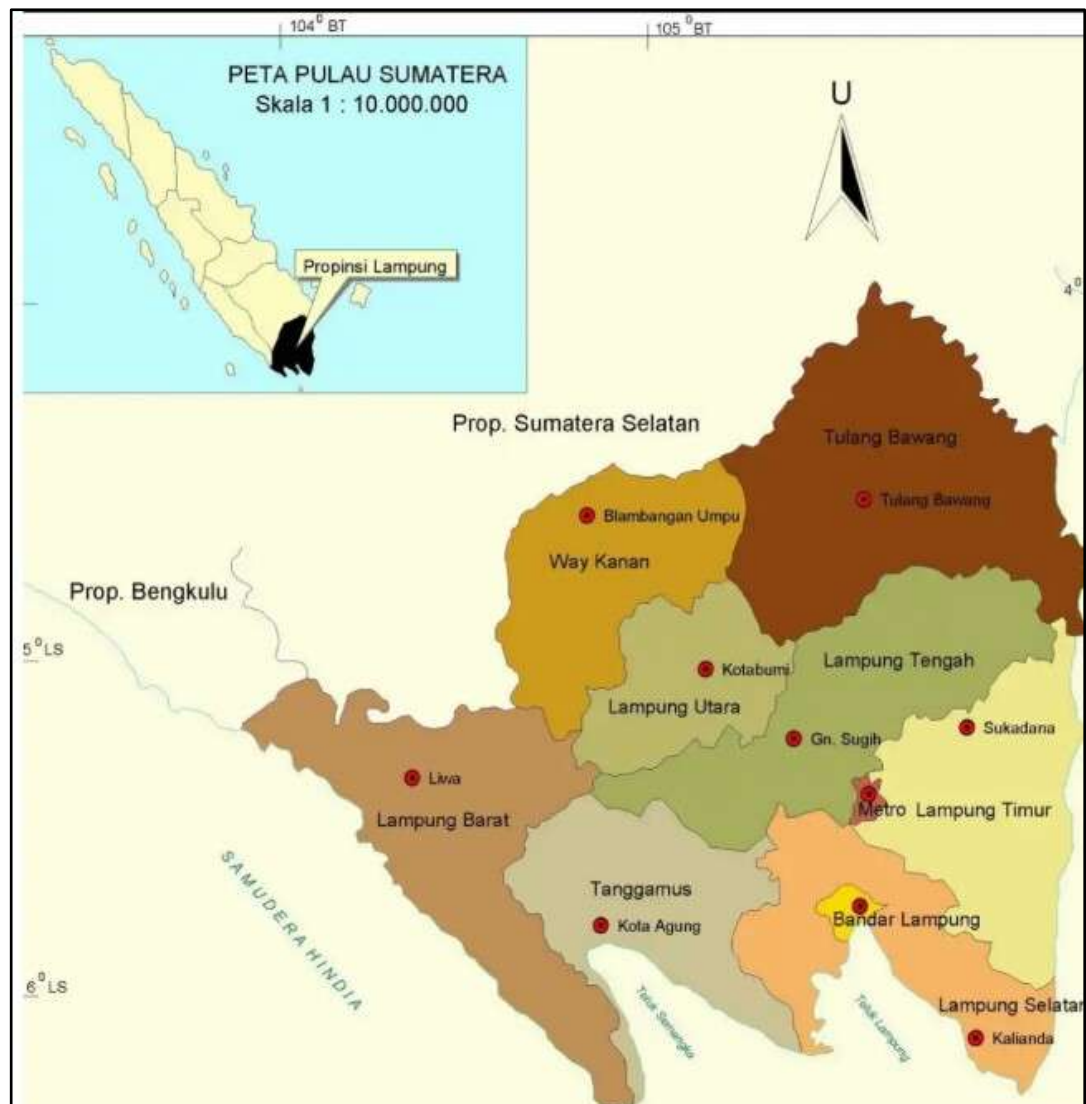 104° BT
105° BT
PETA PULAU SUMATERA
Skala 1 : 10.000.000
U
Propinsi Lampung
4°
Prop. Sumatera Selatan
Tulang Bawang
Tulang Bawang
Blambangan Umpu
Way Kanan
Prop. Bengkulu
5° LS
Lampung Tengah
Kotabumi
Lampung Utara
Sukadana
Gn. Sugih
Liwa
Metro
Lampung Timur
Lampung Barat
SAMUDERA HINDIA
Tanggamus
Bandar Lampung
Kota Agung
6° LS
Teluk Semangka
Teluk Lampung
Lampung Selatan
Kalianda